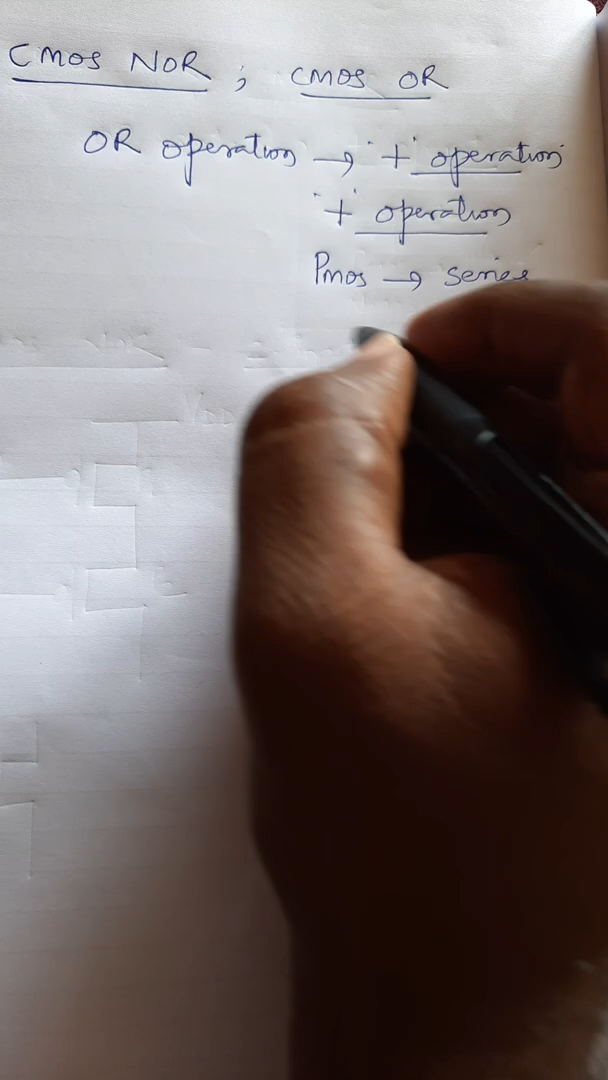 CMOS NOR ; CMOS OR
OR operation → '+' operation
'+' operation
Pmos → series